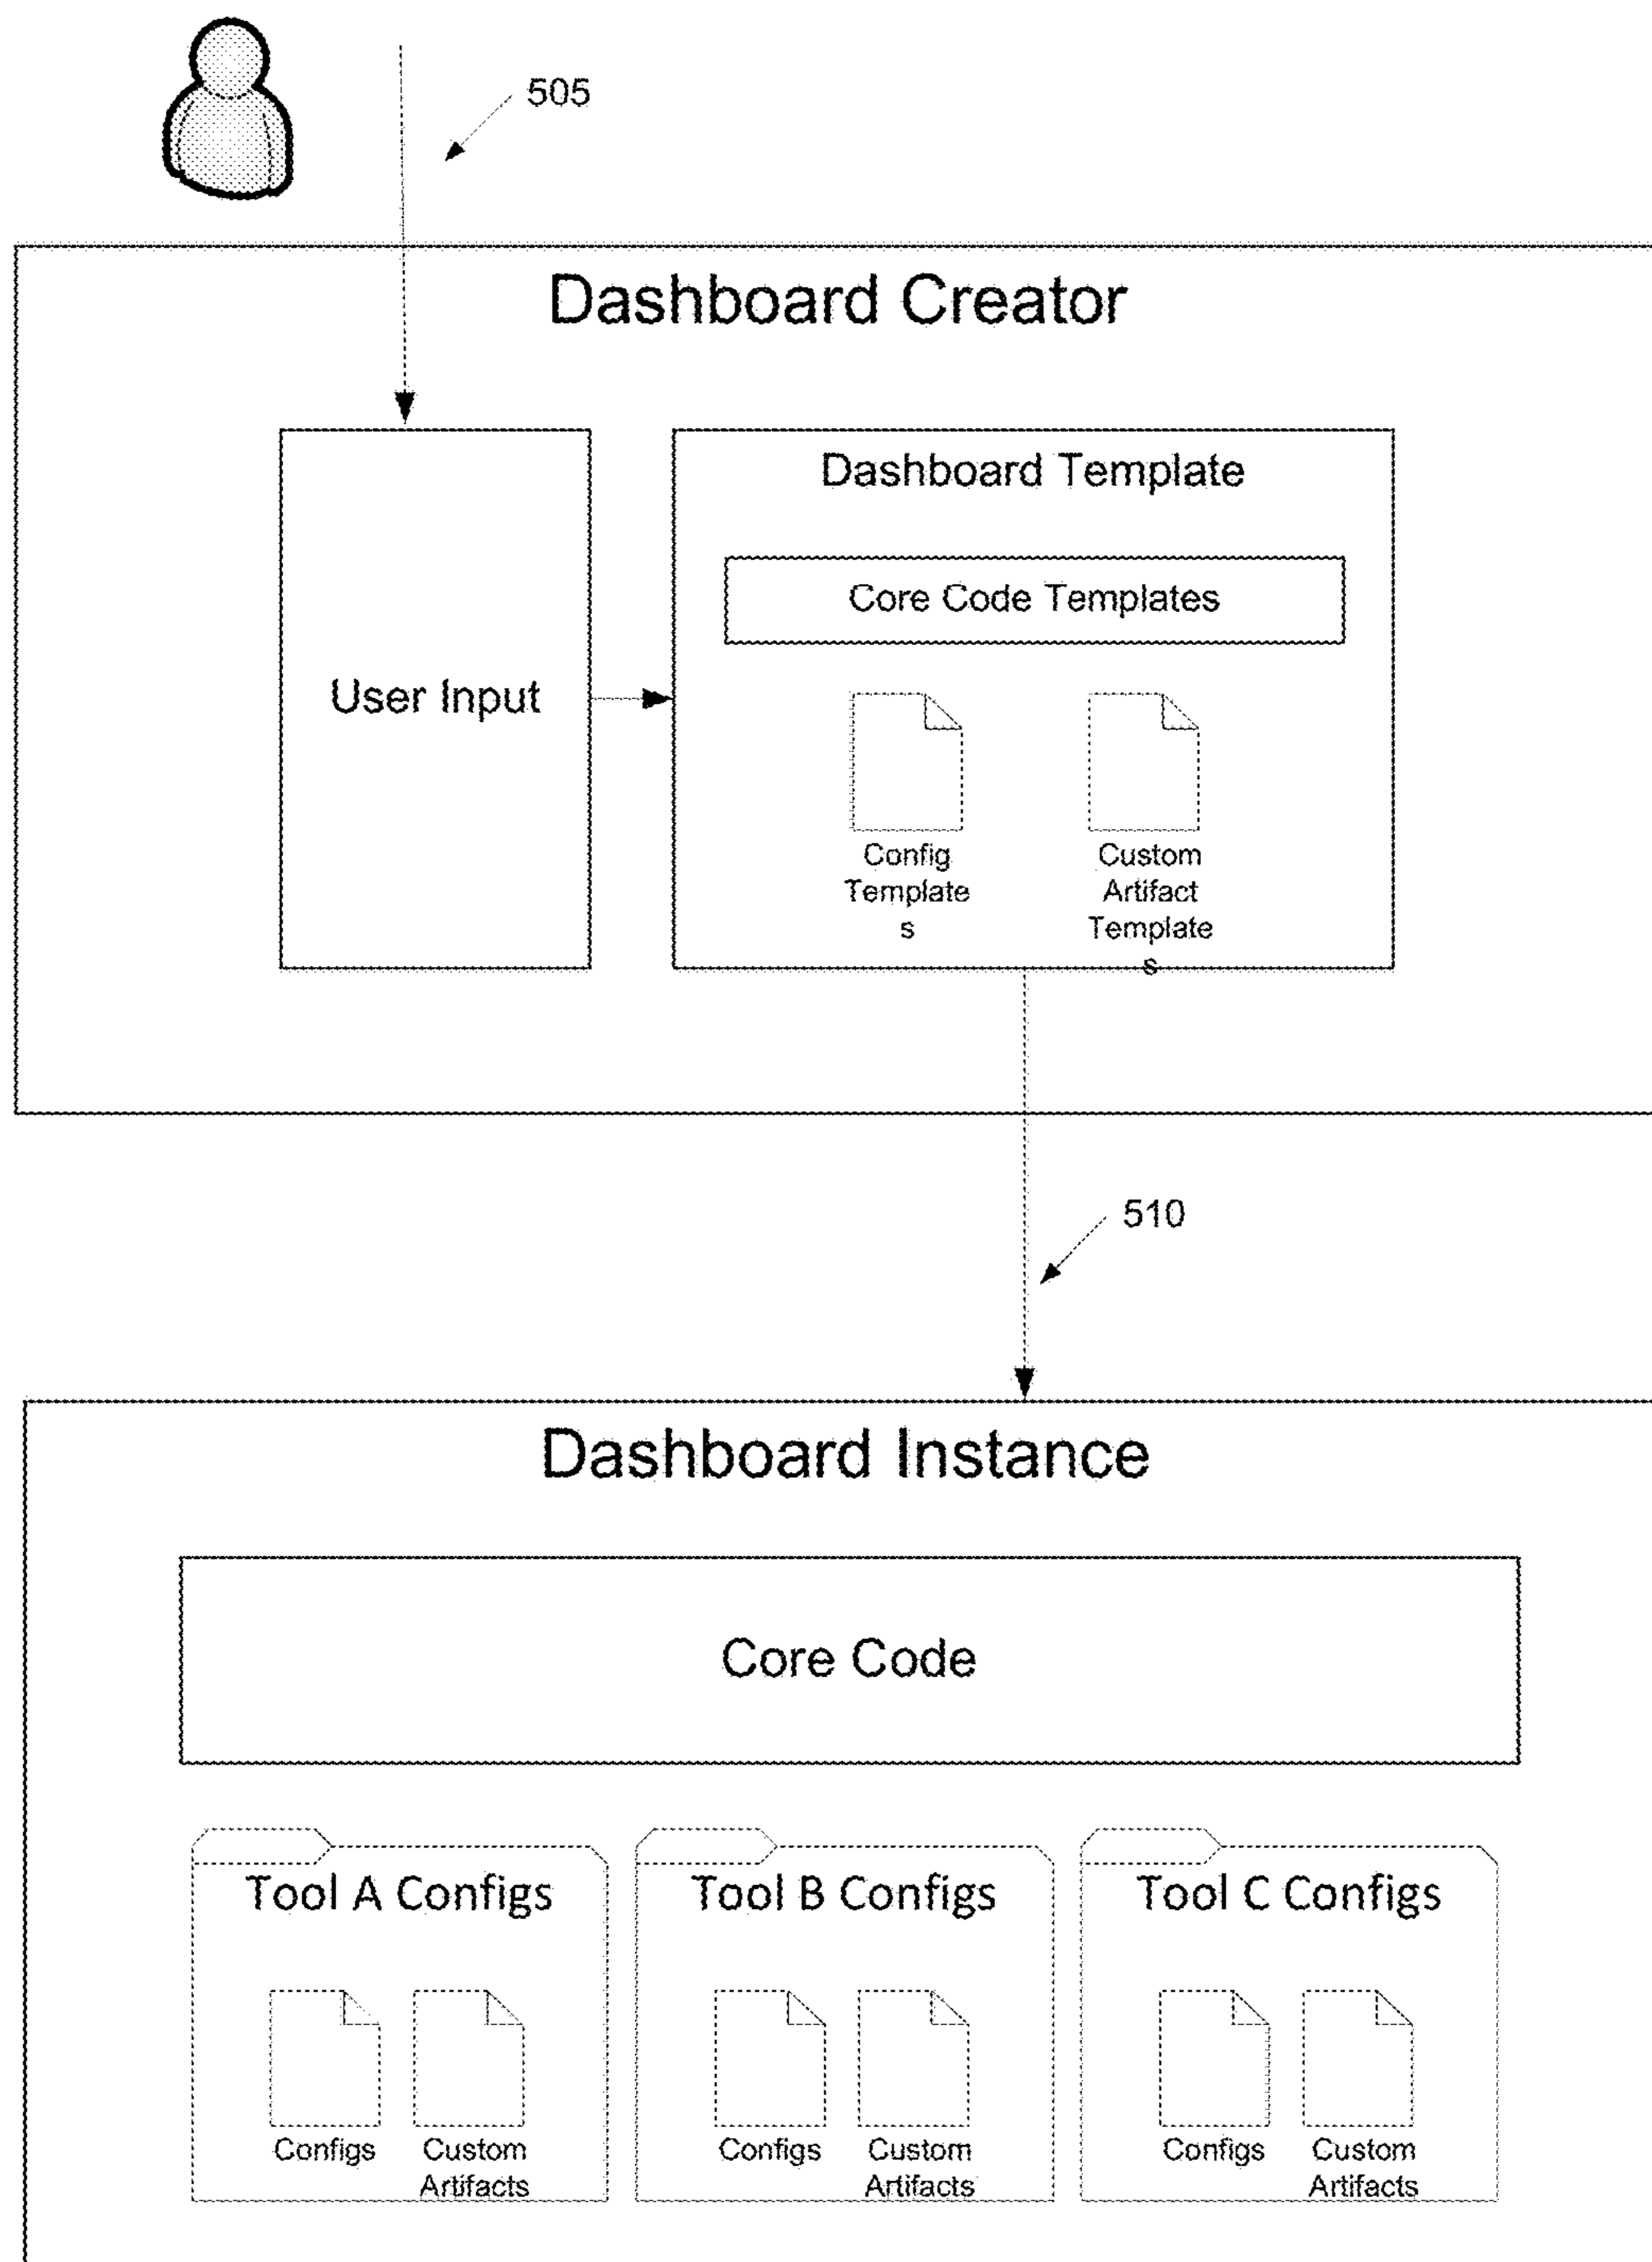 505
Dashboard Creator
User Input
Dashboard Template
Core Code Templates
Config
Template
s
Custom
Artifact
Template
s
510
Dashboard Instance
Core Code
Tool A Configs
Configs
Custom
Artifacts
Tool B Configs
Configs
Custom
Artifacts
Tool C Configs
Configs
Custom
Artifacts